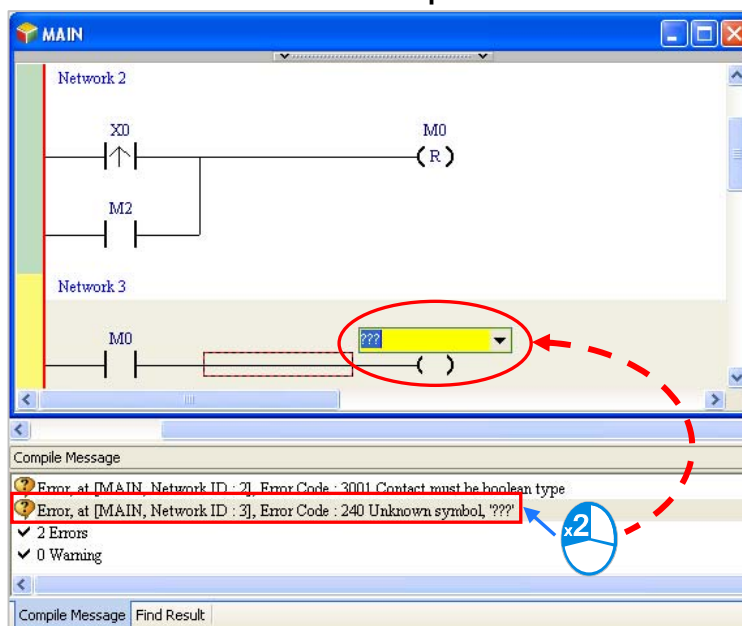 MAIN
Network 2
X0
M0
( R )
M2
Network 3
M0
???
( )
Compile Message
Error, at [MAIN, Network ID : 2], Error Code : 3001 Contact must be boolean type
Error, at [MAIN, Network ID : 3], Error Code : 240 Unknown symbol, '???'
2 Errors
0 Warning
x2
Compile Message Find Result